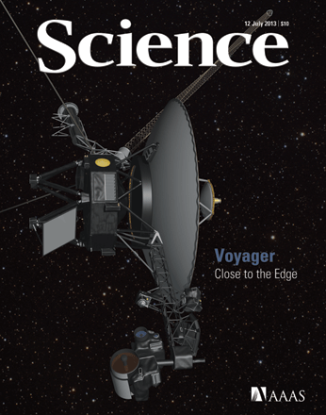 12 July 2013 | $10
Science
Voyager
Close to the Edge
AAAS